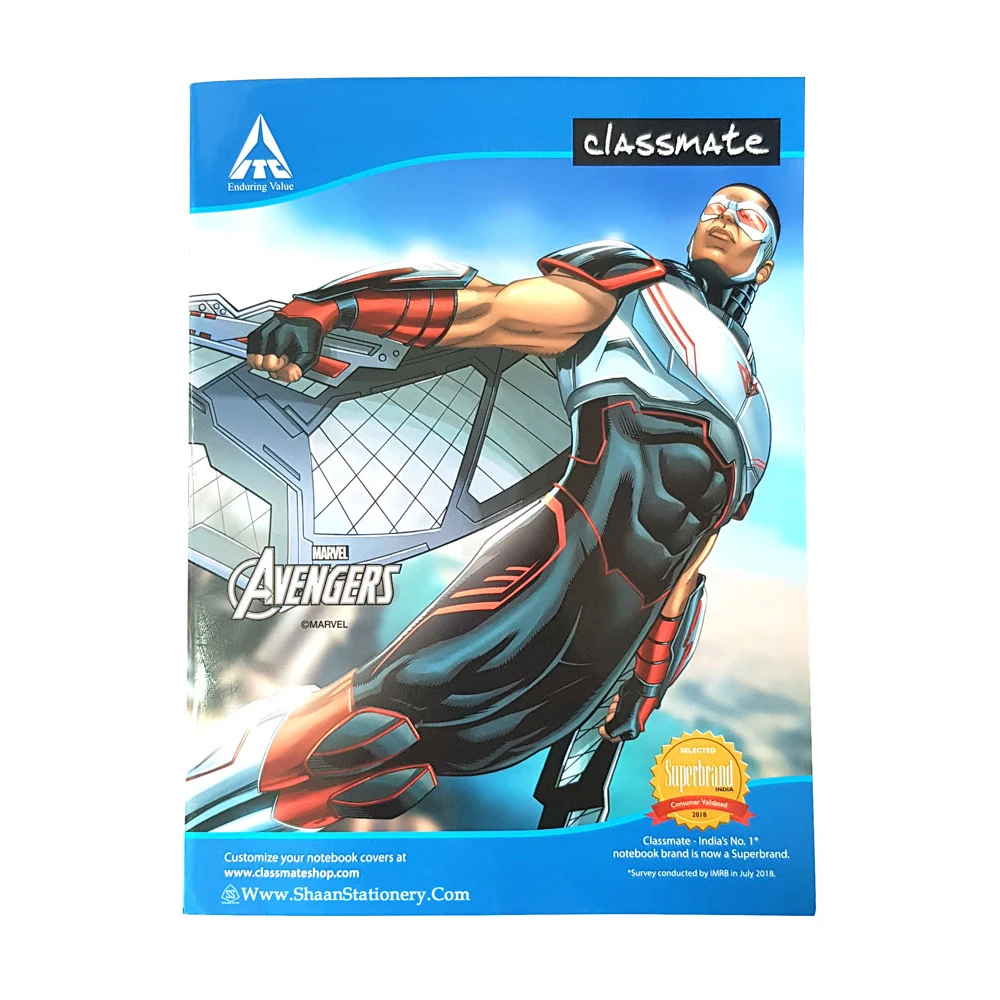 ITC
Enduring Value
classmate
MARVEL
AVENGERS
©MARVEL
SELECTED
Superbrand
INDIA
Consumer Validated
2018
Customize your notebook covers at
www.classmateshop.com
Classmate - India's No. 1*
notebook brand is now a Superbrand.
*Survey conducted by IMRB in July 2018.
SS
Www.ShaanStationery.Com